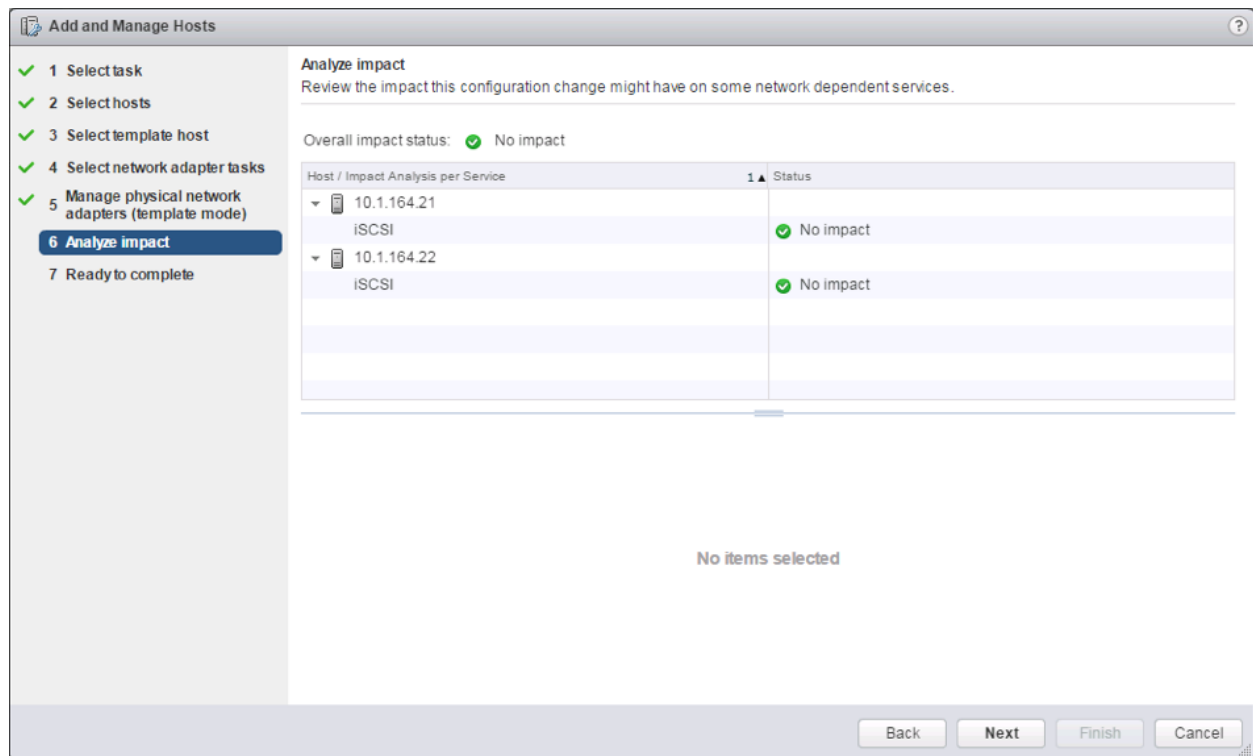 Add and Manage Hosts
?
1 Select task
2 Select hosts
3 Select template host
4 Select network adapter tasks
5 Manage physical network
adapters (template mode)
6 Analyze impact
7 Ready to complete
Analyze impact
Review the impact this configuration change might have on some network dependent services.
Overall impact status: No impact
Host / Impact Analysis per Service 1 ▲ Status
10.1.164.21
iSCSI No impact
10.1.164.22
iSCSI No impact
No items selected
Back Next Finish Cancel